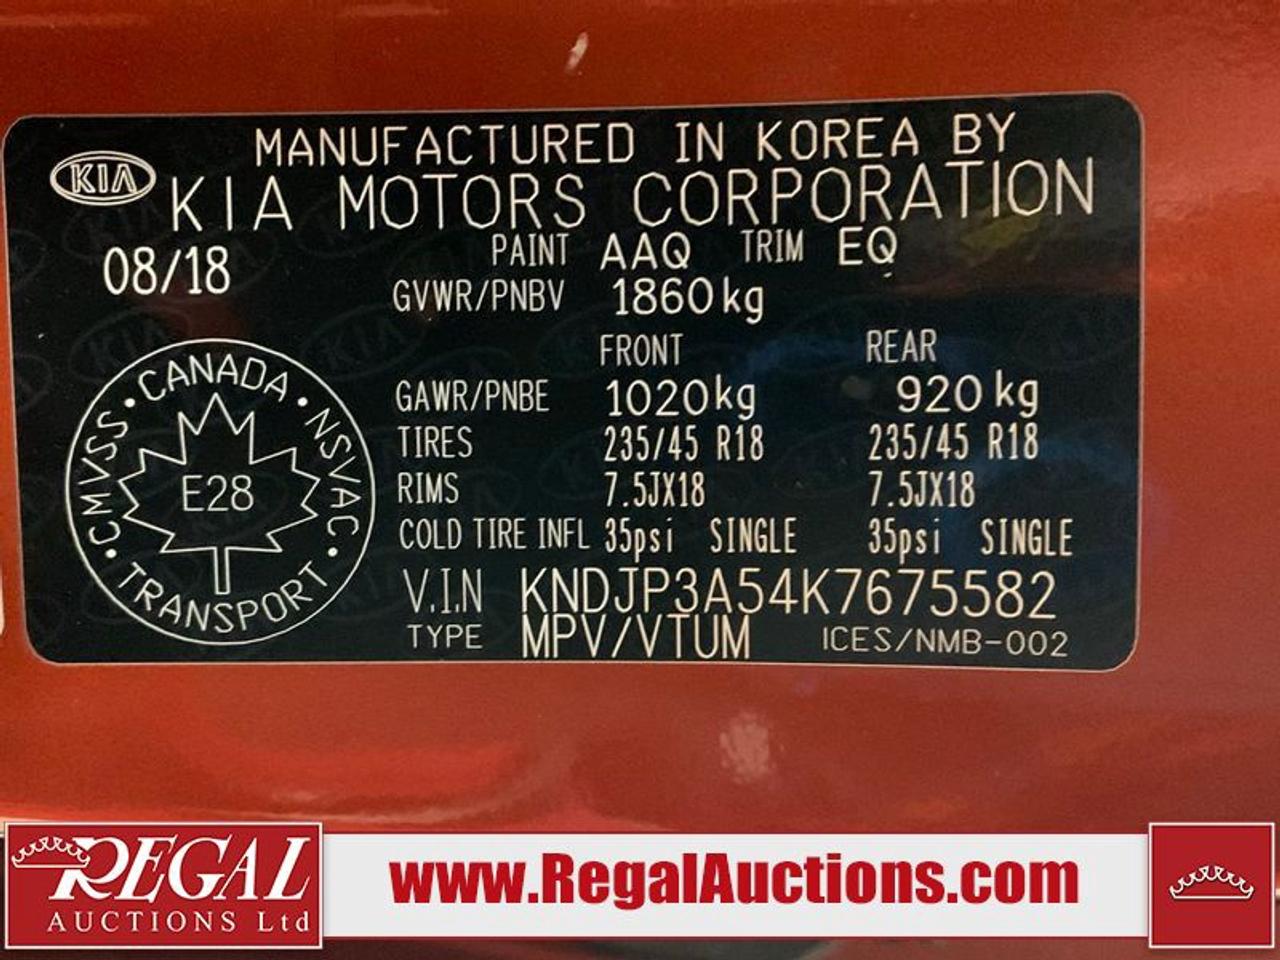 MANUFACTURED IN KOREA BY
KIA KIA MOTORS CORPORATION
08/18 PAINT AAQ TRIM EQ
GVWR/PNBV 1860kg
FRONT REAR
GAWR/PNBE 1020kg 920kg
TIRES 235/45 R18 235/45 R18
RIMS 7.5JX18 7.5JX18
COLD TIRE INFL 35psi SINGLE 35psi SINGLE
V.I.N KNDJP3A54K7675582
TYPE MPV/VTUM ICES/NMB-002
CMVSS • CANADA • NSVAC • TRANSPORT •
E28
REGAL
AUCTIONS Ltd
www.RegalAuctions.com